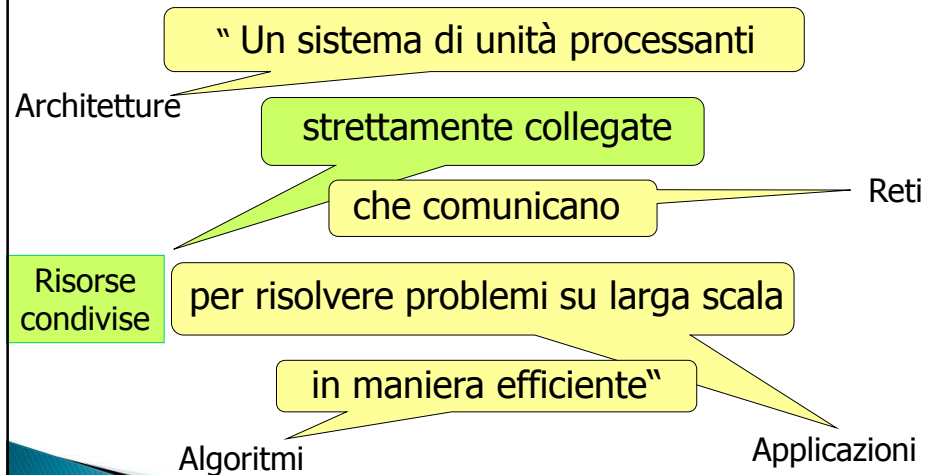 “ Un sistema di unità processanti
Architetture
strettamente collegate
che comunicano
Reti
Risorse
condivise
per risolvere problemi su larga scala
in maniera efficiente“
Algoritmi
Applicazioni